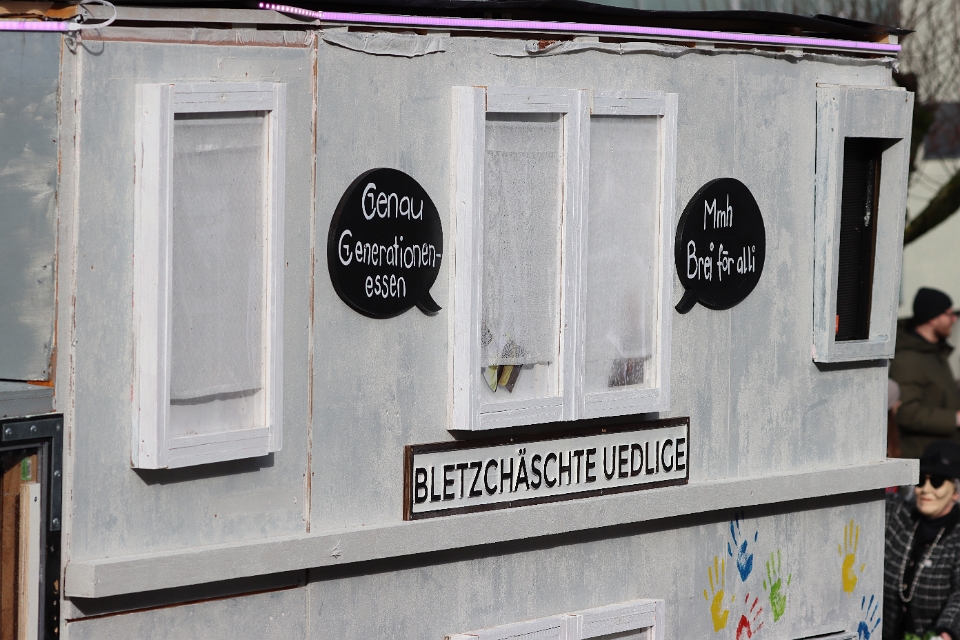 Genau
Generationen-
essen
Mmh
Brei för alli
BLETZCHÄSCHTE UEDLIGE